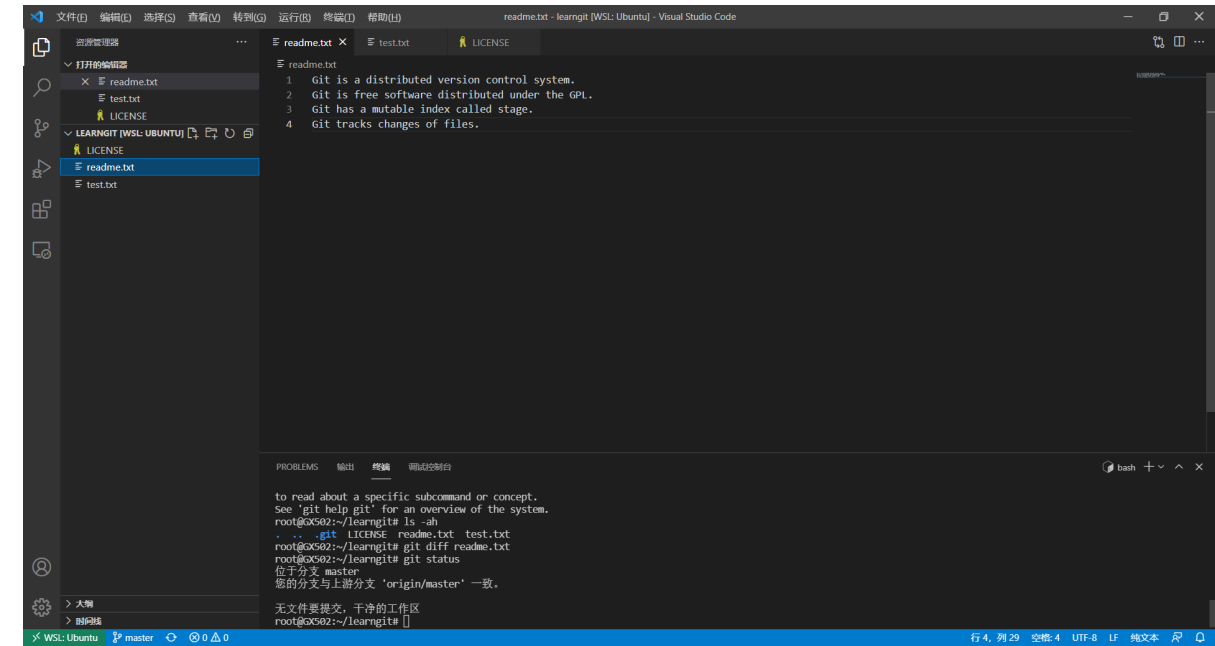 文件(F) 编辑(E) 选择(S) 查看(V) 转到(G) 运行(R) 终端(T) 帮助(H) readme.txt - learngit [WSL: Ubuntu] - Visual Studio Code
资源管理器 ···
打开的编辑器
readme.txt
test.txt
LICENSE
LEARNGIT [WSL: UBUNTU]
LICENSE
readme.txt
test.txt
大纲
时间线
readme.txt test.txt LICENSE
readme.txt
1 Git is a distributed version control system.
2 Git is free software distributed under the GPL.
3 Git has a mutable index called stage.
4 Git tracks changes of files.
PROBLEMS 输出 终端 调试控制台 bash
to read about a specific subcommand or concept.
See 'git help git' for an overview of the system.
root@GX502:~/learngit# ls -ah
. .. .git LICENSE readme.txt test.txt
root@GX502:~/learngit# git diff readme.txt
root@GX502:~/learngit# git status
位于分支 master
您的分支与上游分支 'origin/master' 一致。
无文件要提交，干净的工作区
root@GX502:~/learngit#
WSL: Ubuntu master 0 0 行 4, 列 29 空格: 4 UTF-8 LF 纯文本